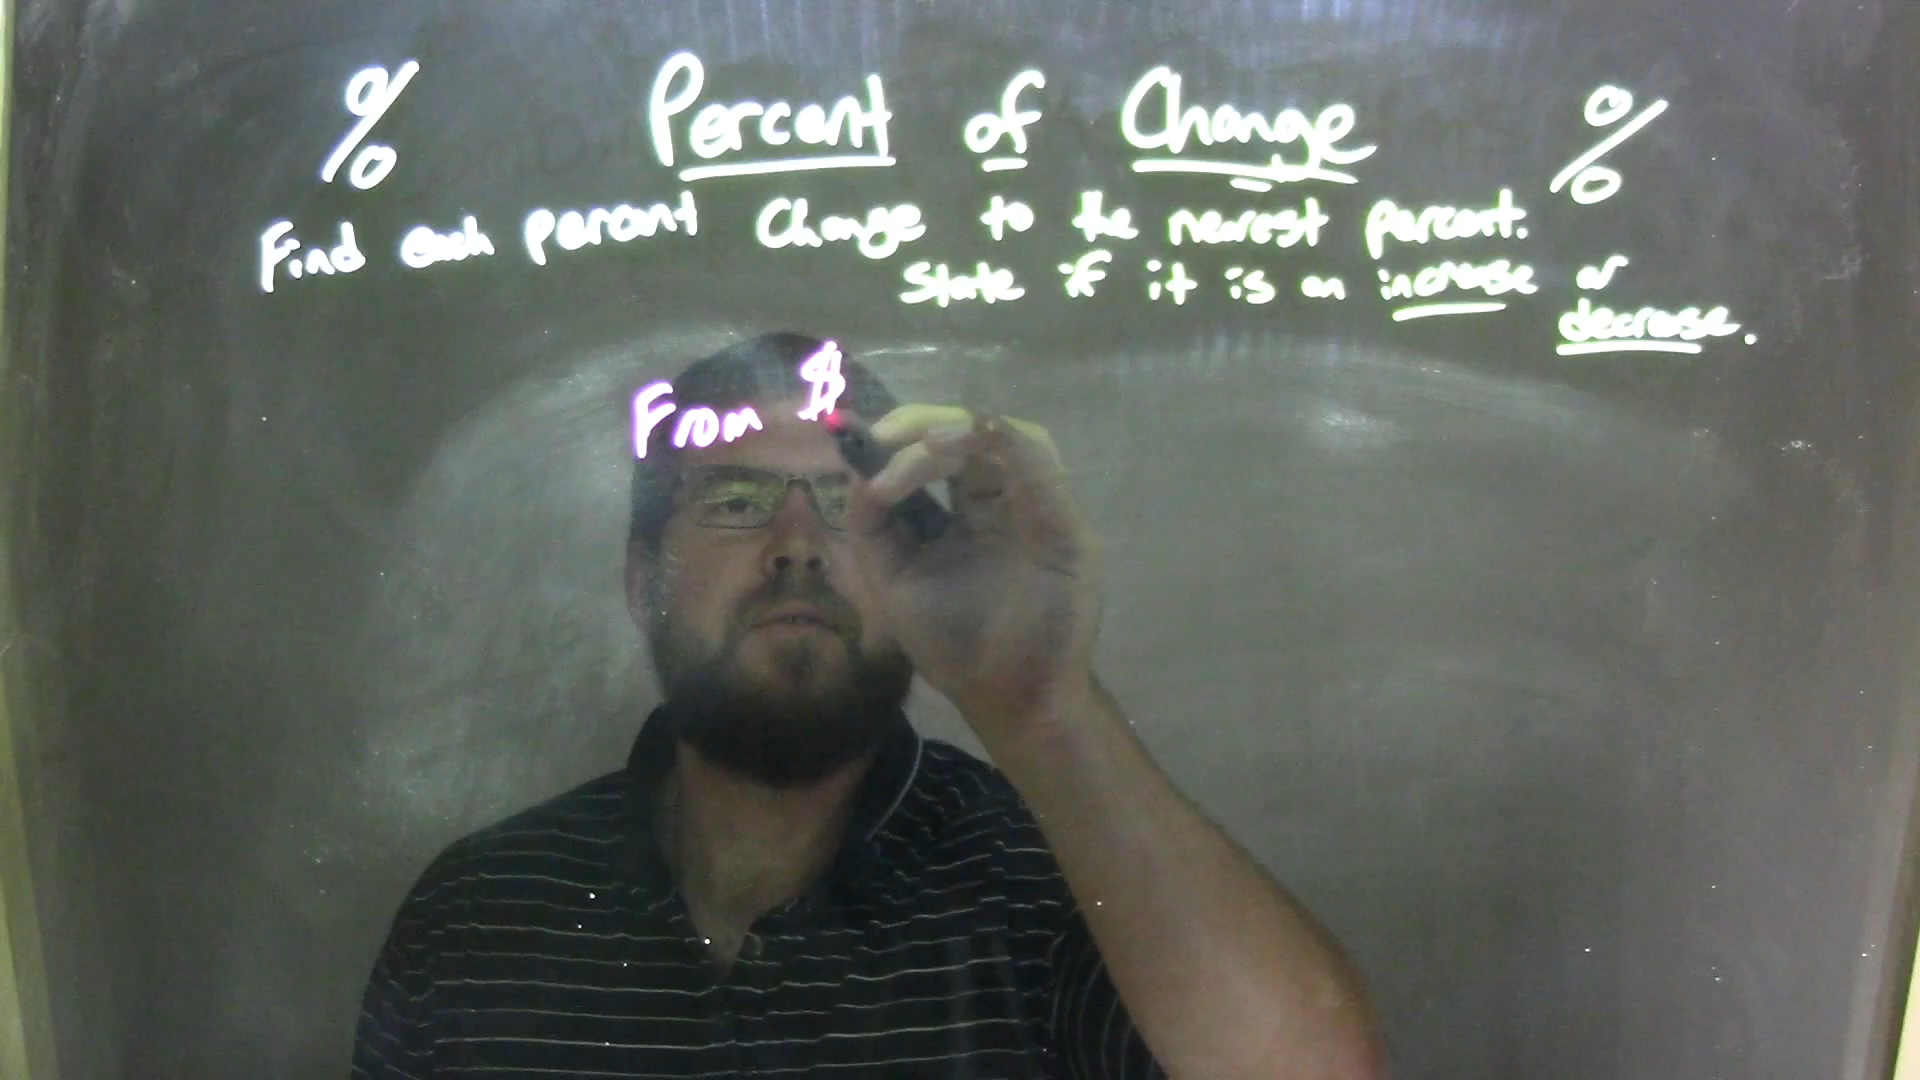 % Percent of Change %
Find each percent Change to the nearest percent.
State if it is an increase or
decrease.
From $